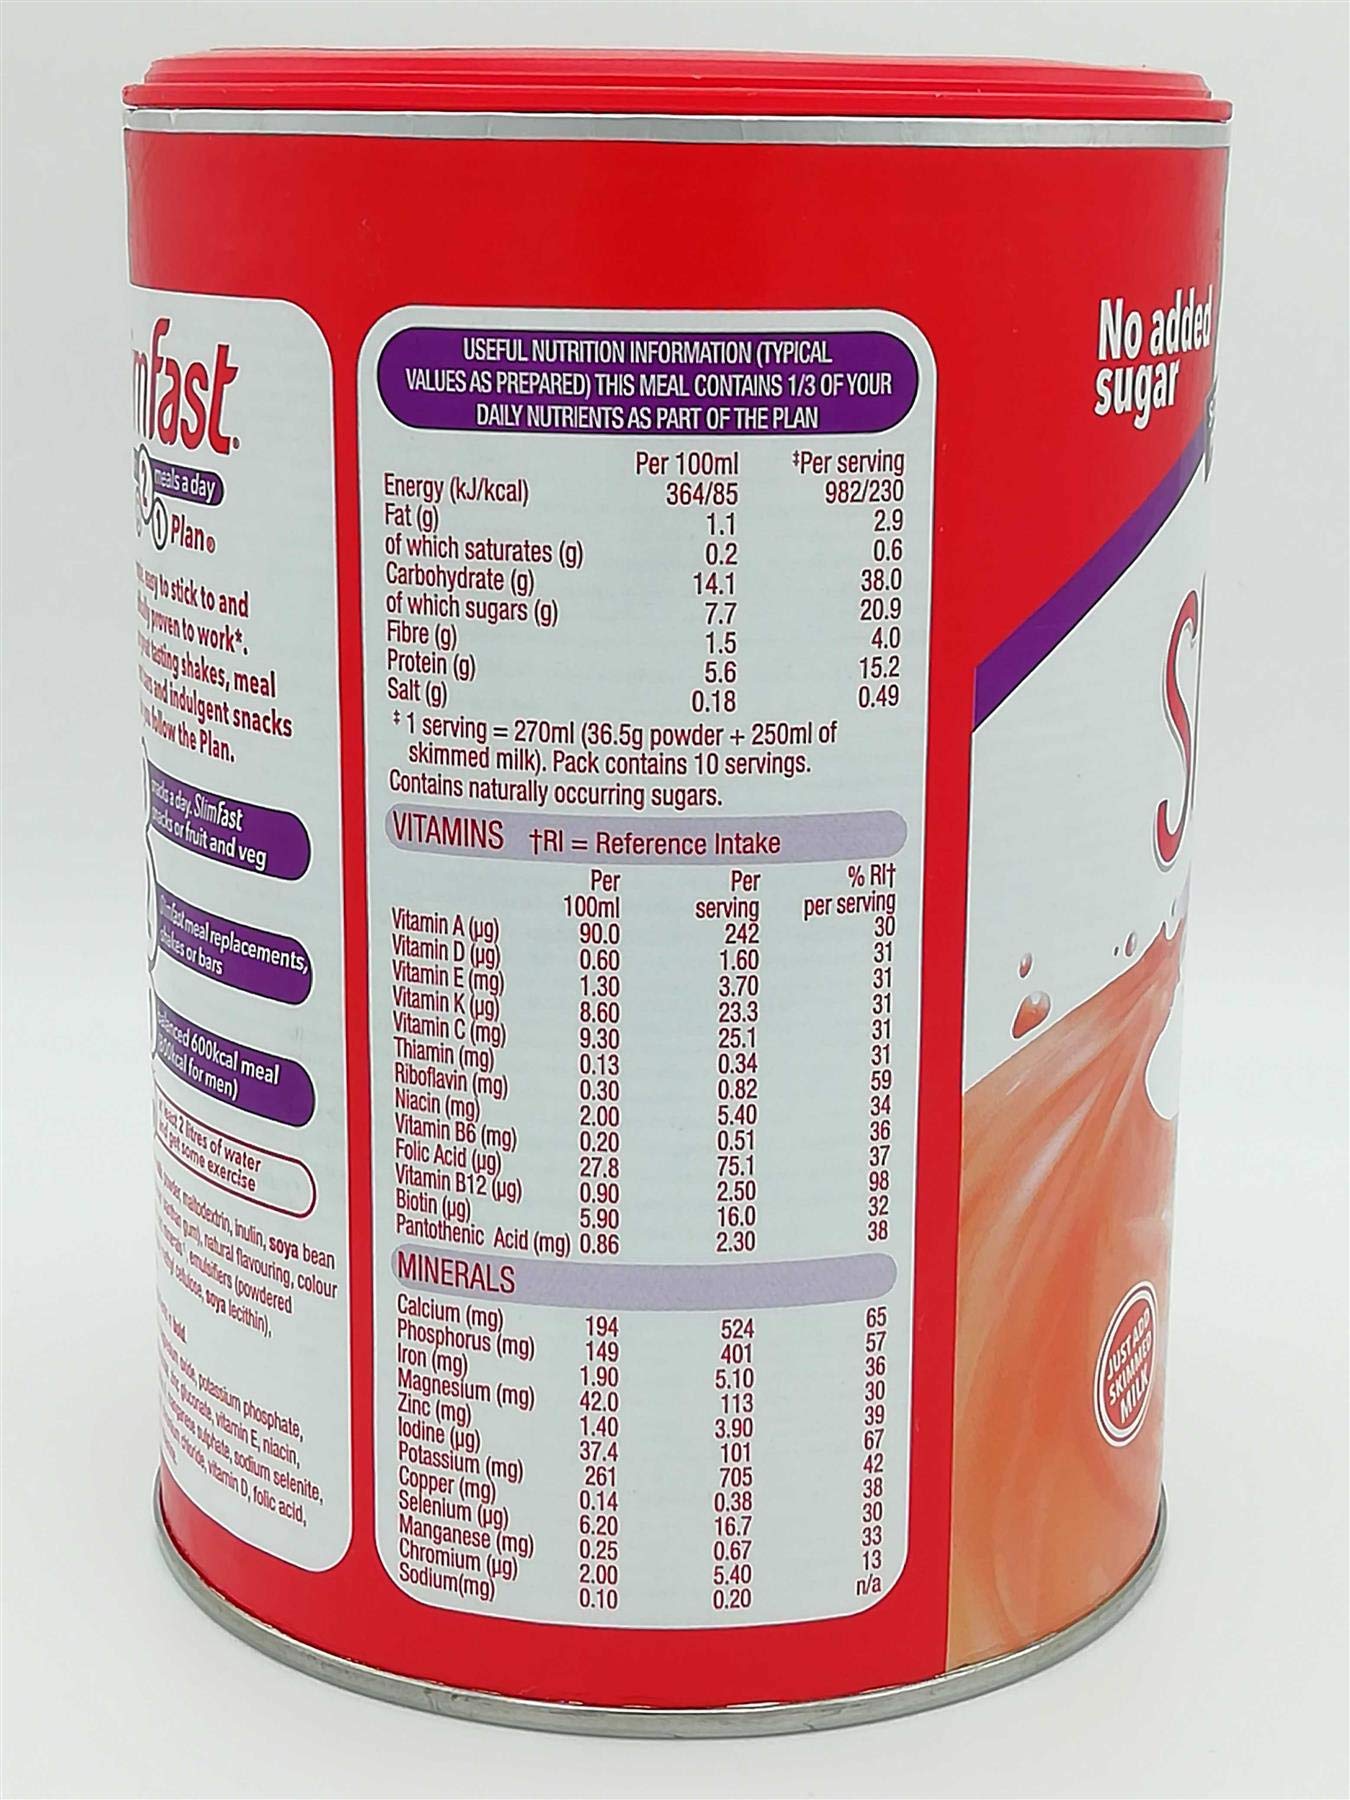 fast
meals a day
Plan
easy to stick to and
proven to work*.
tasting shakes, meal
and indulgent snacks
follow the Plan.
a day. Slimfast
or fruit and veg
meal replacements,
shakes or bars
600kcal meal
for men)
2 litres of water
get some exercise
maltodextrin, inulin, soya bean
natural flavouring, colour
emulsifiers (powdered
cellulose, soya lecithin),
potassium phosphate,
gluconate, vitamin E, niacin,
sulphate, sodium selenite,
vitamin D, folic acid,
USEFUL NUTRITION INFORMATION (TYPICAL
VALUES AS PREPARED) THIS MEAL CONTAINS 1/3 OF YOUR
DAILY NUTRIENTS AS PART OF THE PLAN
Per 100ml ‡Per serving
Energy (kJ/kcal) 364/85 982/230
Fat (g) 1.1 2.9
of which saturates (g) 0.2 0.6
Carbohydrate (g) 14.1 38.0
of which sugars (g) 7.7 20.9
Fibre (g) 1.5 4.0
Protein (g) 5.6 15.2
Salt (g) 0.18 0.49
‡1 serving = 270ml (36.5g powder + 250ml of
skimmed milk). Pack contains 10 servings.
Contains naturally occurring sugars.
VITAMINS †RI = Reference Intake
Per Per % RI†
100ml serving per serving
Vitamin A (µg) 90.0 242 30
Vitamin D (µg) 0.60 1.60 31
Vitamin E (mg) 1.30 3.70 31
Vitamin K (µg) 8.60 23.3 31
Vitamin C (mg) 9.30 25.1 31
Thiamin (mg) 0.13 0.34 31
Riboflavin (mg) 0.30 0.82 59
Niacin (mg) 2.00 5.40 34
Vitamin B6 (mg) 0.20 0.51 36
Folic Acid (µg) 27.8 75.1 37
Vitamin B12 (µg) 0.90 2.50 98
Biotin (µg) 5.90 16.0 32
Pantothenic Acid (mg) 0.86 2.30 38
MINERALS
Calcium (mg) 194 524 65
Phosphorus (mg) 149 401 57
Iron (mg) 1.90 5.10 36
Magnesium (mg) 42.0 113 30
Zinc (mg) 1.40 3.90 39
Iodine (µg) 37.4 101 67
Potassium (mg) 261 705 42
Copper (mg) 0.14 0.38 38
Selenium (µg) 6.20 16.7 30
Manganese (mg) 0.25 0.67 33
Chromium (µg) 2.00 5.40 13
Sodium(mg) 0.10 0.20 n/a
No added
sugar
Sl
JUST ADD
SKIMMED
MILK